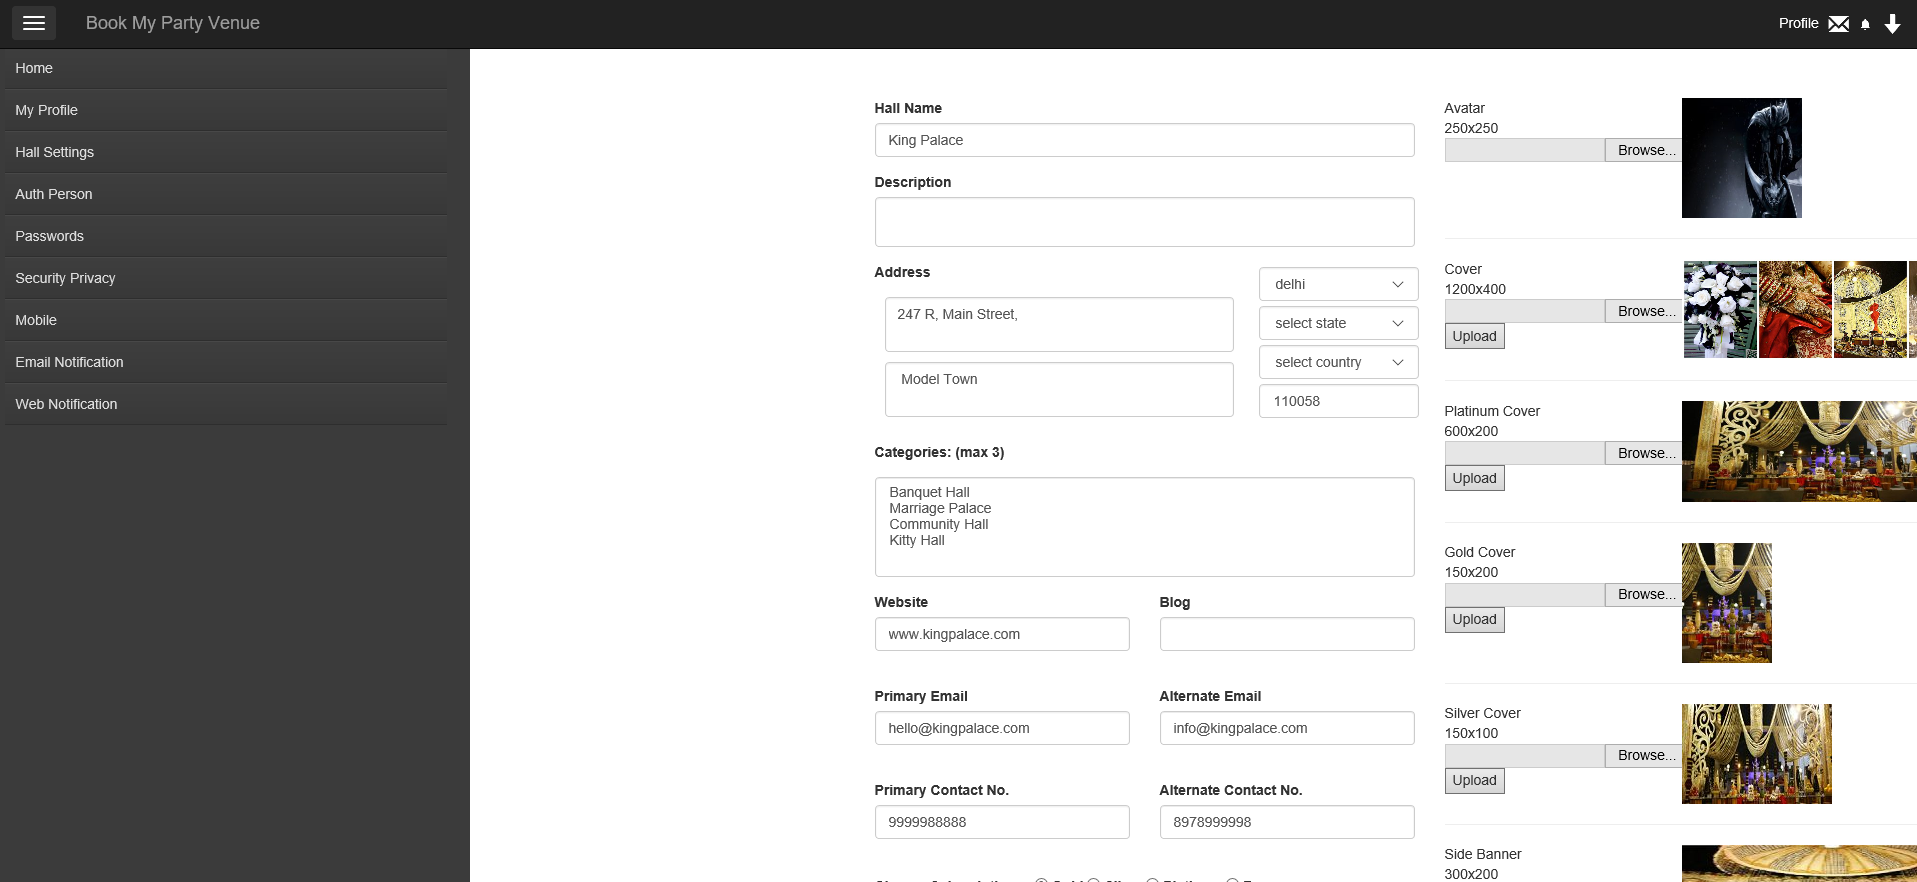 Book My Party Venue
Profile
Home
My Profile
Hall Settings
Auth Person
Passwords
Security Privacy
Mobile
Email Notification
Web Notification
Hall Name
King Palace
Description
Address
247 R, Main Street,
Model Town
delhi
select state
select country
110058
Categories: (max 3)
Banquet Hall
Marriage Palace
Community Hall
Kitty Hall
Website
www.kingpalace.com
Blog
Primary Email
hello@kingpalace.com
Alternate Email
info@kingpalace.com
Primary Contact No.
9999988888
Alternate Contact No.
8978999998
Avatar
250x250
Browse...
Cover
1200x400
Browse...
Upload
Platinum Cover
600x200
Browse...
Upload
Gold Cover
150x200
Browse...
Upload
Silver Cover
150x100
Browse...
Upload
Side Banner
300x200